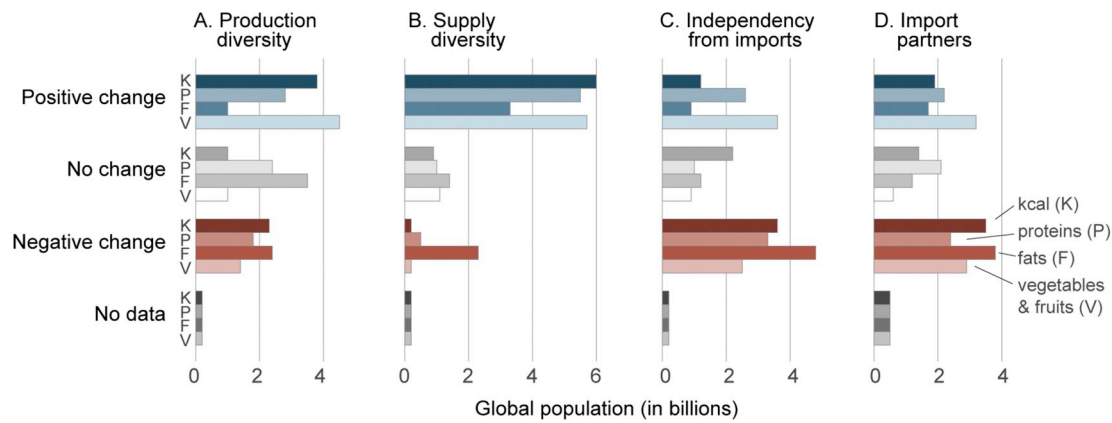 A. Production
diversity
B. Supply
diversity
C. Independency
from imports
D. Import
partners
Positive change
K
P
F
V
No change
K
P
F
V
Negative change
K
P
F
V
No data
K
P
F
V
kcal (K)
proteins (P)
fats (F)
vegetables
& fruits (V)
0 2 4
0 2 4 6
0 2 4
0 2 4
Global population (in billions)